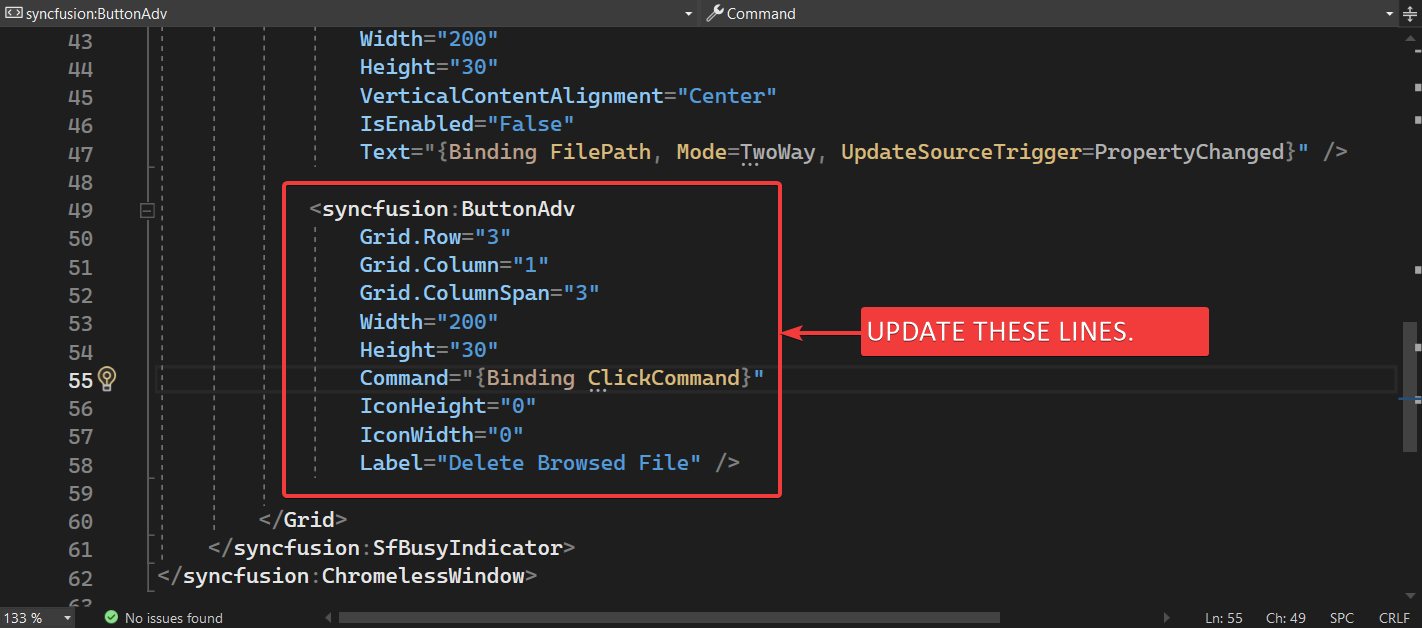 syncfusion:ButtonAdv
Command
43 Width="200"
44 Height="30"
45 VerticalContentAlignment="Center"
46 IsEnabled="False"
47 Text="{Binding FilePath, Mode=TwoWay, UpdateSourceTrigger=PropertyChanged}" />
48
49 <syncfusion:ButtonAdv
50 Grid.Row="3"
51 Grid.Column="1"
52 Grid.ColumnSpan="3"
53 Width="200"
54 Height="30"
55 Command="{Binding ClickCommand}"
56 IconHeight="0"
57 IconWidth="0"
58 Label="Delete Browsed File" />
59
60 </Grid>
61 </syncfusion:SfBusyIndicator>
62 </syncfusion:ChromelessWindow>
63
UPDATE THESE LINES.
133 %
No issues found
Ln: 55 Ch: 49 SPC CRLF